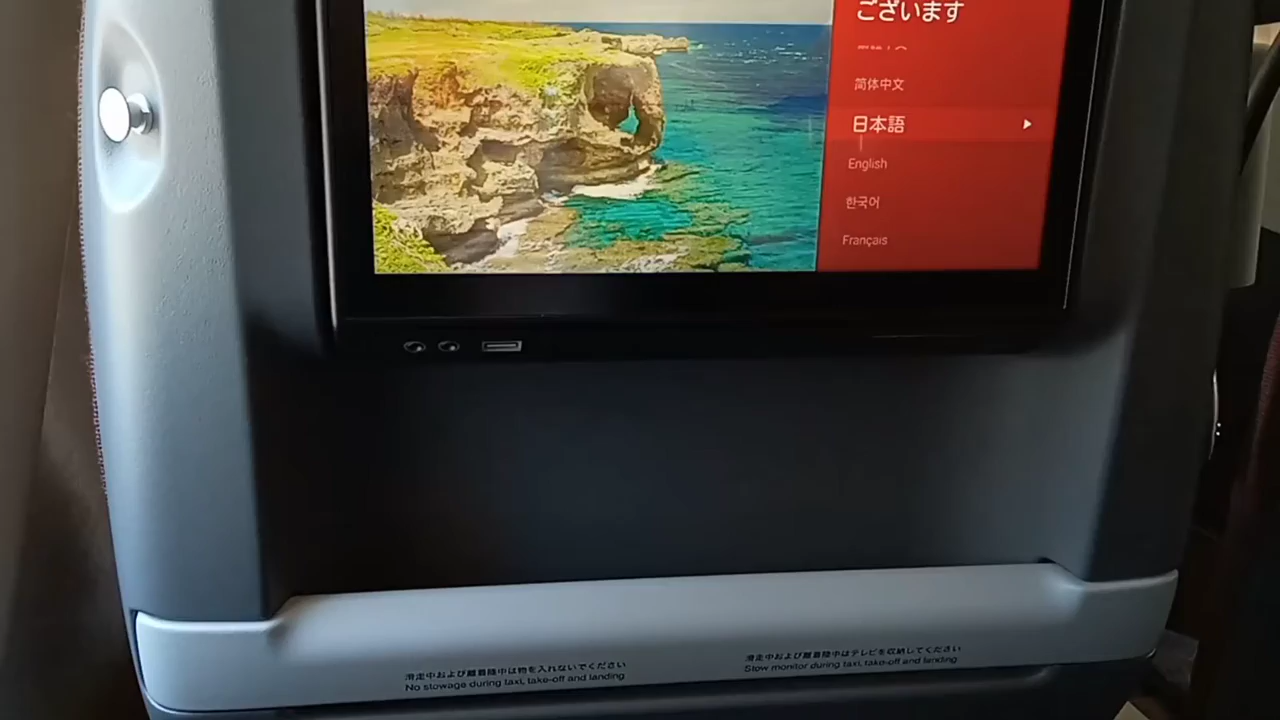 ございます
简体中文
日本語
English
한국어
Français
滑走中および離着陸中は物を入れないでください
No stowage during taxi, take-off and landing
滑走中および離着陸中はテレビを収納してください
Slow monitor during taxi, take-off and landing